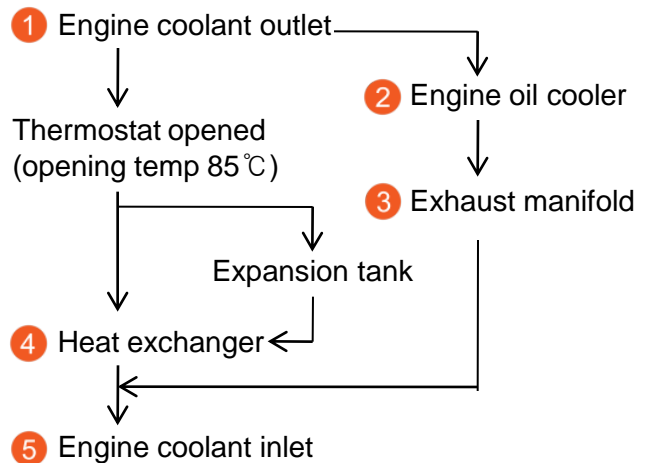 1 Engine coolant outlet
2 Engine oil cooler
Thermostat opened
(opening temp 85℃)
3 Exhaust manifold
Expansion tank
4 Heat exchanger
5 Engine coolant inlet